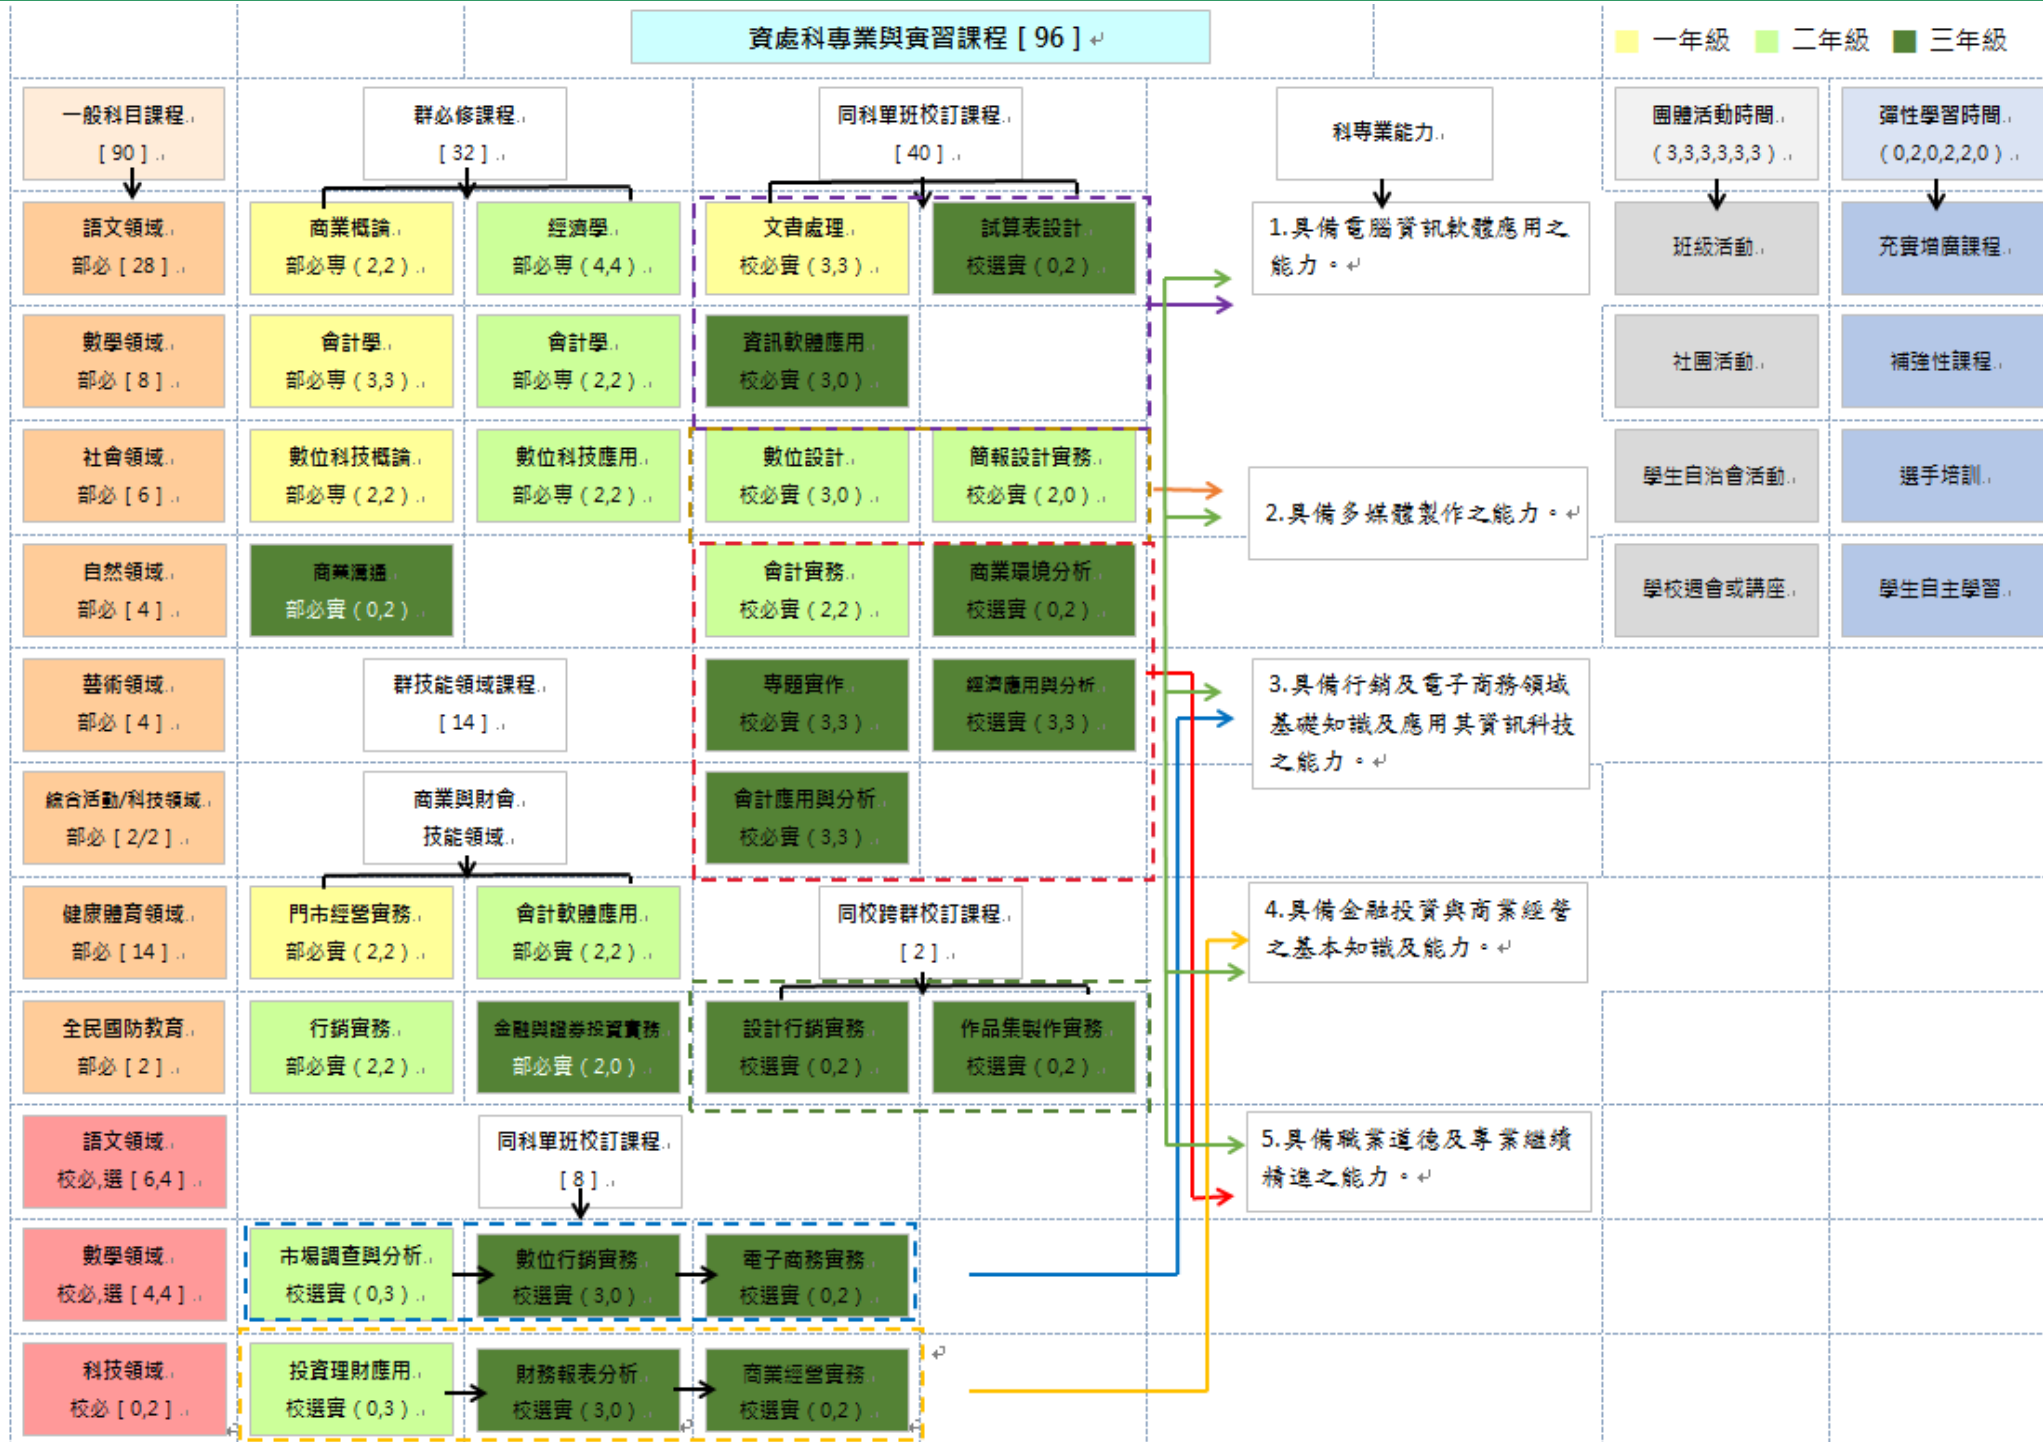 資處科專業與實習課程 [ 96 ]
一年級 二年級 三年級
一般科目課程
[ 90 ]
群必修課程
[ 32 ]
同科單班校訂課程
[ 40 ]
科專業能力
團體活動時間
(3,3,3,3,3,3)
彈性學習時間
(0,2,0,2,2,0)
語文領域
部必 [ 28 ]
商業概論
部必專 (2,2)
經濟學
部必專 (4,4)
文書處理
校必實 (3,3)
試算表設計
校選實 (0,2)
1.具備電腦資訊軟體應用之
能力。
班級活動
充實增廣課程
數學領域
部必 [ 8 ]
會計學
部必專 (3,3)
會計學
部必專 (2,2)
資訊軟體應用
校必實 (3,0)
社團活動
補強性課程
社會領域
部必 [ 6 ]
數位科技概論
部必專 (2,2)
數位科技應用
部必專 (2,2)
數位設計
校必實 (3,0)
簡報設計實務
校必實 (2,0)
2.具備多媒體製作之能力。
學生自治會活動
選手培訓
自然領域
部必 [ 4 ]
商業溝通
部必實 (0,2)
會計實務
校必實 (2,2)
商業環境分析
校選實 (0,2)
學校週會或講座
學生自主學習
藝術領域
部必 [ 4 ]
群技能領域課程
[ 14 ]
專題實作
校必實 (3,3)
經濟應用與分析
校選實 (3,3)
3.具備行銷及電子商務領域
基礎知識及應用其資訊科技
之能力。
綜合活動/科技領域
部必 [ 2/2 ]
商業與財會
技能領域
會計應用與分析
校必實 (3,3)
健康體育領域
部必 [ 14 ]
門市經營實務
部必實 (2,2)
會計軟體應用
部必實 (2,2)
同校跨群校訂課程
[ 2 ]
4.具備金融投資與商業經營
之基本知識及能力。
全民國防教育
部必 [ 2 ]
行銷實務
部必實 (2,2)
金融與證券投資實務
部必實 (2,0)
設計行銷實務
校選實 (0,2)
作品集製作實務
校選實 (0,2)
語文領域
校必,選 [ 6,4 ]
同科單班校訂課程
[ 8 ]
5.具備職業道德及專業繼續
精進之能力。
數學領域
校必,選 [ 4,4 ]
市場調查與分析
校選實 (0,3)
數位行銷實務
校選實 (3,0)
電子商務實務
校選實 (0,2)
科技領域
校必 [ 0,2 ]
投資理財應用
校選實 (0,3)
財務報表分析
校選實 (3,0)
商業經營實務
校選實 (0,2)